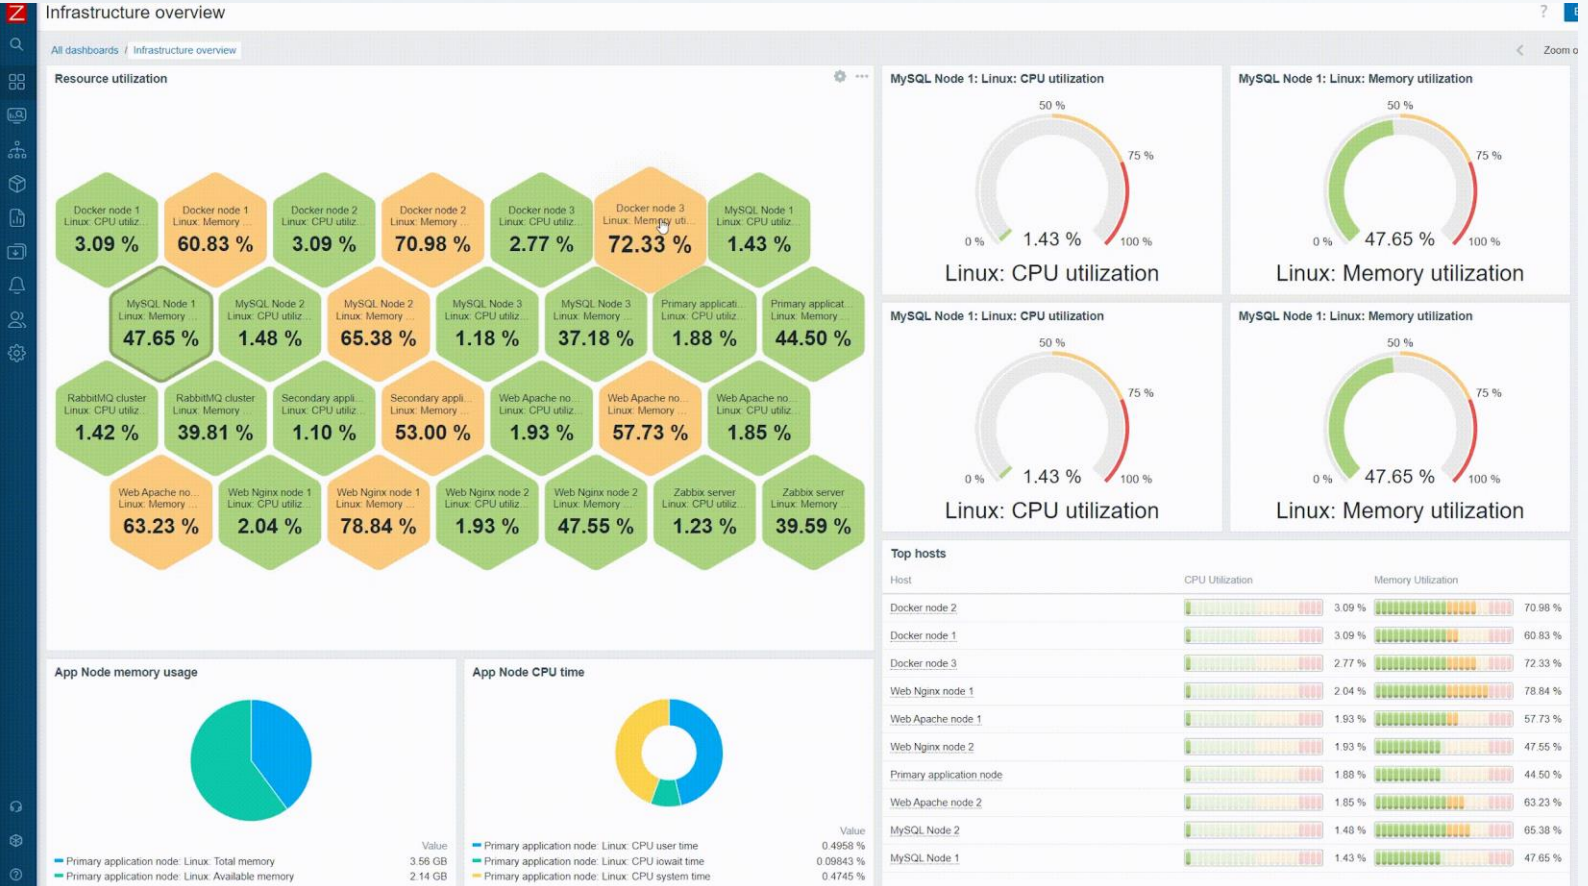 Z
Infrastructure overview
?
All dashboards / Infrastructure overview
Zoom o
Resource utilization
Docker node 1
Linux: CPU utiliz...
3.09 %
Docker node 1
Linux: Memory ...
60.83 %
Docker node 2
Linux: CPU utiliz...
3.09 %
Docker node 2
Linux: Memory ...
70.98 %
Docker node 3
Linux: CPU utiliz...
2.77 %
Docker node 3
Linux: Memory uti...
72.33 %
MySQL Node 1
Linux: CPU utiliz...
1.43 %
MySQL Node 1
Linux: Memory ...
47.65 %
MySQL Node 2
Linux: CPU utiliz...
1.48 %
MySQL Node 2
Linux: Memory ...
65.38 %
MySQL Node 3
Linux: CPU utiliz...
1.18 %
MySQL Node 3
Linux: Memory ...
37.18 %
Primary applicati...
Linux: CPU utiliz...
1.88 %
Primary applicat...
Linux: Memory ...
44.50 %
RabbitMQ cluster
Linux: CPU utiliz...
1.42 %
RabbitMQ cluster
Linux: Memory ...
39.81 %
Secondary appli...
Linux: CPU utiliz...
1.10 %
Secondary appli...
Linux: Memory ...
53.00 %
Web Apache no...
Linux: CPU utiliz...
1.93 %
Web Apache no...
Linux: Memory ...
57.73 %
Web Apache no...
Linux: CPU utiliz...
1.85 %
Web Apache no...
Linux: Memory ...
63.23 %
Web Nginx node 1
Linux: CPU utiliz...
2.04 %
Web Nginx node 1
Linux: Memory ...
78.84 %
Web Nginx node 2
Linux: CPU utiliz...
1.93 %
Web Nginx node 2
Linux: Memory ...
47.55 %
Zabbix server
Linux: CPU utiliz...
1.23 %
Zabbix server
Linux: Memory ...
39.59 %
MySQL Node 1: Linux: CPU utilization
50 %
75 %
0 %
1.43 %
100 %
Linux: CPU utilization
MySQL Node 1: Linux: Memory utilization
50 %
75 %
0 %
47.65 %
100 %
Linux: Memory utilization
MySQL Node 1: Linux: CPU utilization
50 %
75 %
0 %
1.43 %
100 %
Linux: CPU utilization
MySQL Node 1: Linux: Memory utilization
50 %
75 %
0 %
47.65 %
100 %
Linux: Memory utilization
App Node memory usage
Value
Primary application node: Linux: Total memory 3.56 GB
Primary application node: Linux: Available memory 2.14 GB
App Node CPU time
Value
Primary application node: Linux: CPU user time 0.4958 %
Primary application node: Linux: CPU iowait time 0.09843 %
Primary application node: Linux: CPU system time 0.4745 %
Top hosts
Host CPU Utilization Memory Utilization
Docker node 2 3.09 % 70.98 %
Docker node 1 3.09 % 60.83 %
Docker node 3 2.77 % 72.33 %
Web Nginx node 1 2.04 % 78.84 %
Web Apache node 1 1.93 % 57.73 %
Web Nginx node 2 1.93 % 47.55 %
Primary application node 1.88 % 44.50 %
Web Apache node 2 1.85 % 63.23 %
MySQL Node 2 1.48 % 65.38 %
MySQL Node 1 1.43 % 47.65 %